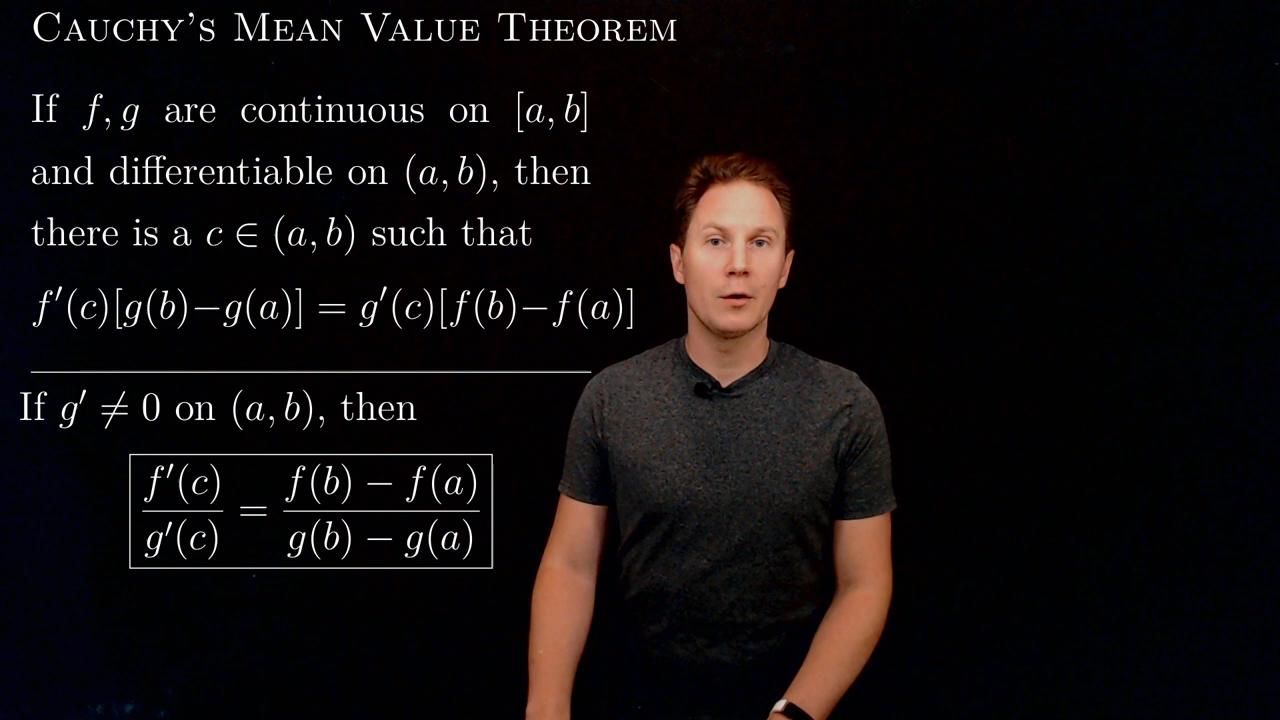 Cauchy's Mean Value Theorem
If f, g are continuous on [a, b]
and differentiable on (a, b), then
there is a c ∈ (a, b) such that
f′(c)[g(b)−g(a)] = g′(c)[f(b)−f(a)]
If g′ ≠ 0 on (a, b), then
f′(c)/g′(c) = (f(b) − f(a))/(g(b) − g(a))